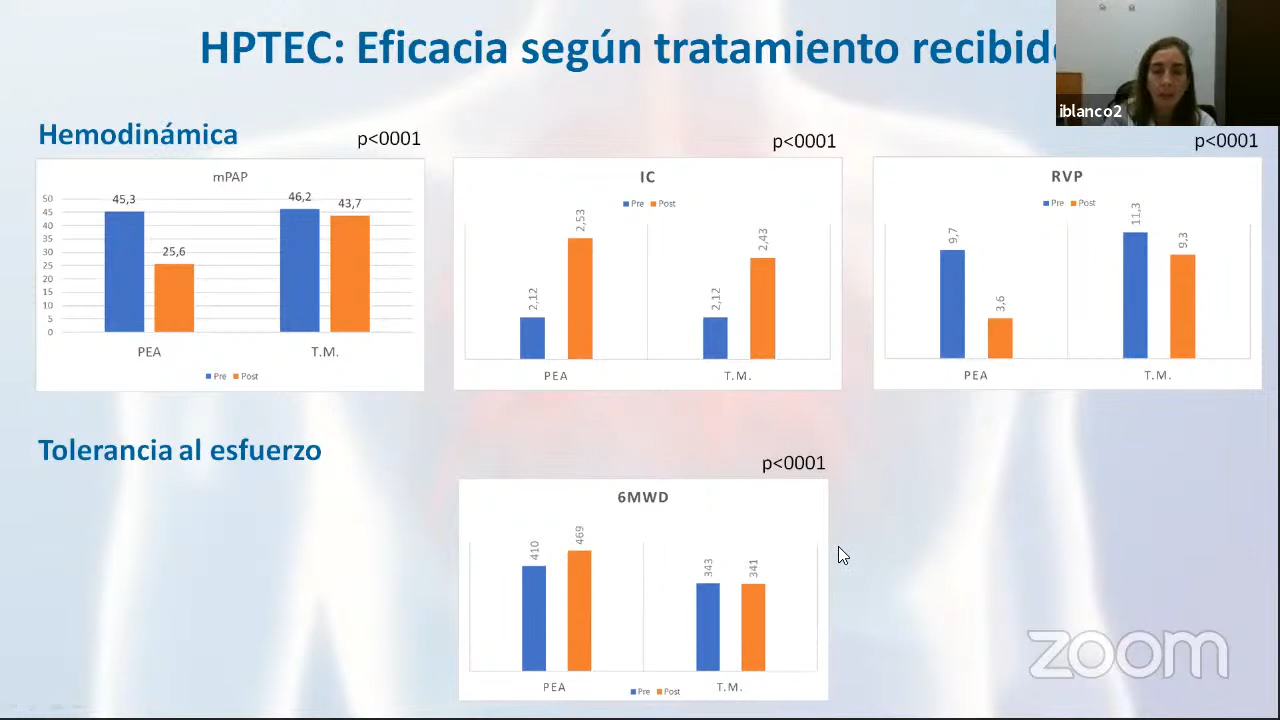 HPTEC: Eficacia según tratamiento recibido
iblanco2
Hemodinámica
p<0001
p<0001
p<0001
mPAP
50
45
40
35
30
25
20
15
10
5
0
45,3
25,6
46,2
43,7
PEA
T.M.
Pre
Post
IC
Pre
Post
2,12
2,53
2,12
2,43
PEA
T.M.
RVP
Pre
Post
9,7
3,6
11,3
9,3
PEA
T.M.
Tolerancia al esfuerzo
p<0001
6MWD
410
469
343
341
PEA
T.M.
Pre
Post
zoom